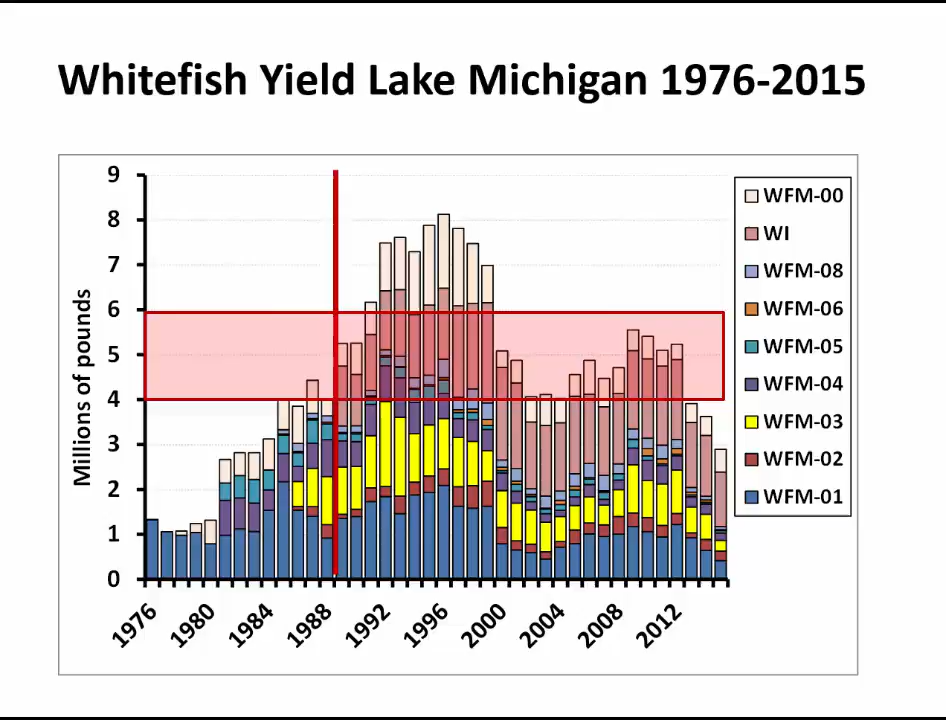 Whitefish Yield Lake Michigan 1976-2015
Millions of pounds
9
8
7
6
5
4
3
2
1
0
1976
1980
1984
1988
1992
1996
2000
2004
2008
2012
WFM-00
WI
WFM-08
WFM-06
WFM-05
WFM-04
WFM-03
WFM-02
WFM-01